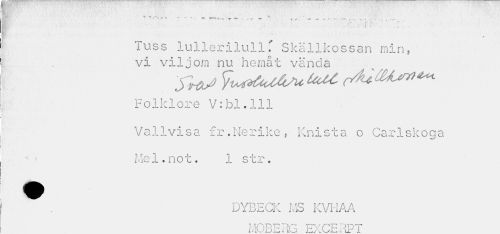 Tuss lullerilull! Skällkossan min,
vi viljom nu hemåt vända
Svas Tusslullerilull skällkossan
Folklore V:bl.111
Vallvisa fr.Nerike, Knista o Carlskoga
Mel.not. 1 str.
DYBECK MS KVHAA
MOBERG EXCERPT